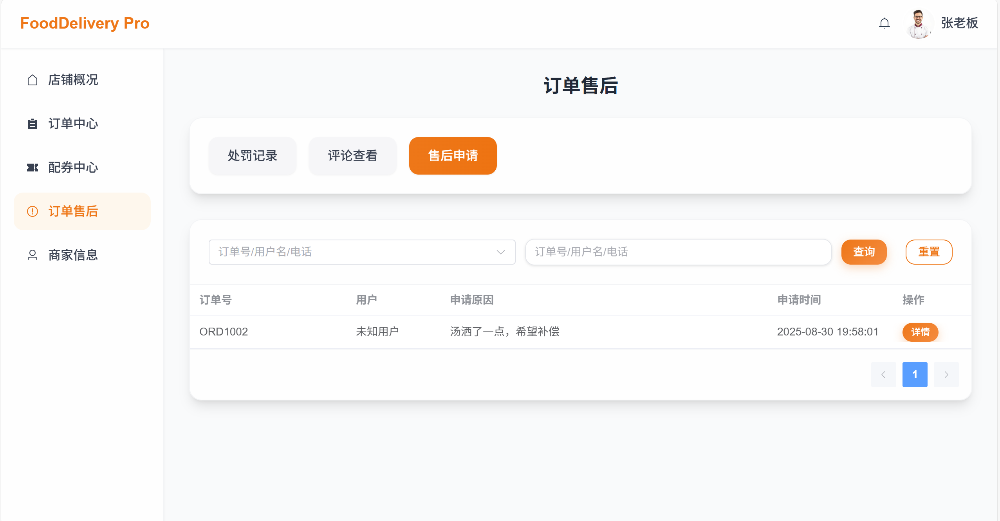 FoodDelivery Pro
张老板
店铺概况
订单中心
配券中心
订单售后
商家信息
订单售后
处罚记录 评论查看 售后申请
订单号/用户名/电话 订单号/用户名/电话 查询 重置
订单号 用户 申请原因 申请时间 操作
ORD1002 未知用户 汤洒了一点，希望补偿 2025-08-30 19:58:01 详情
1